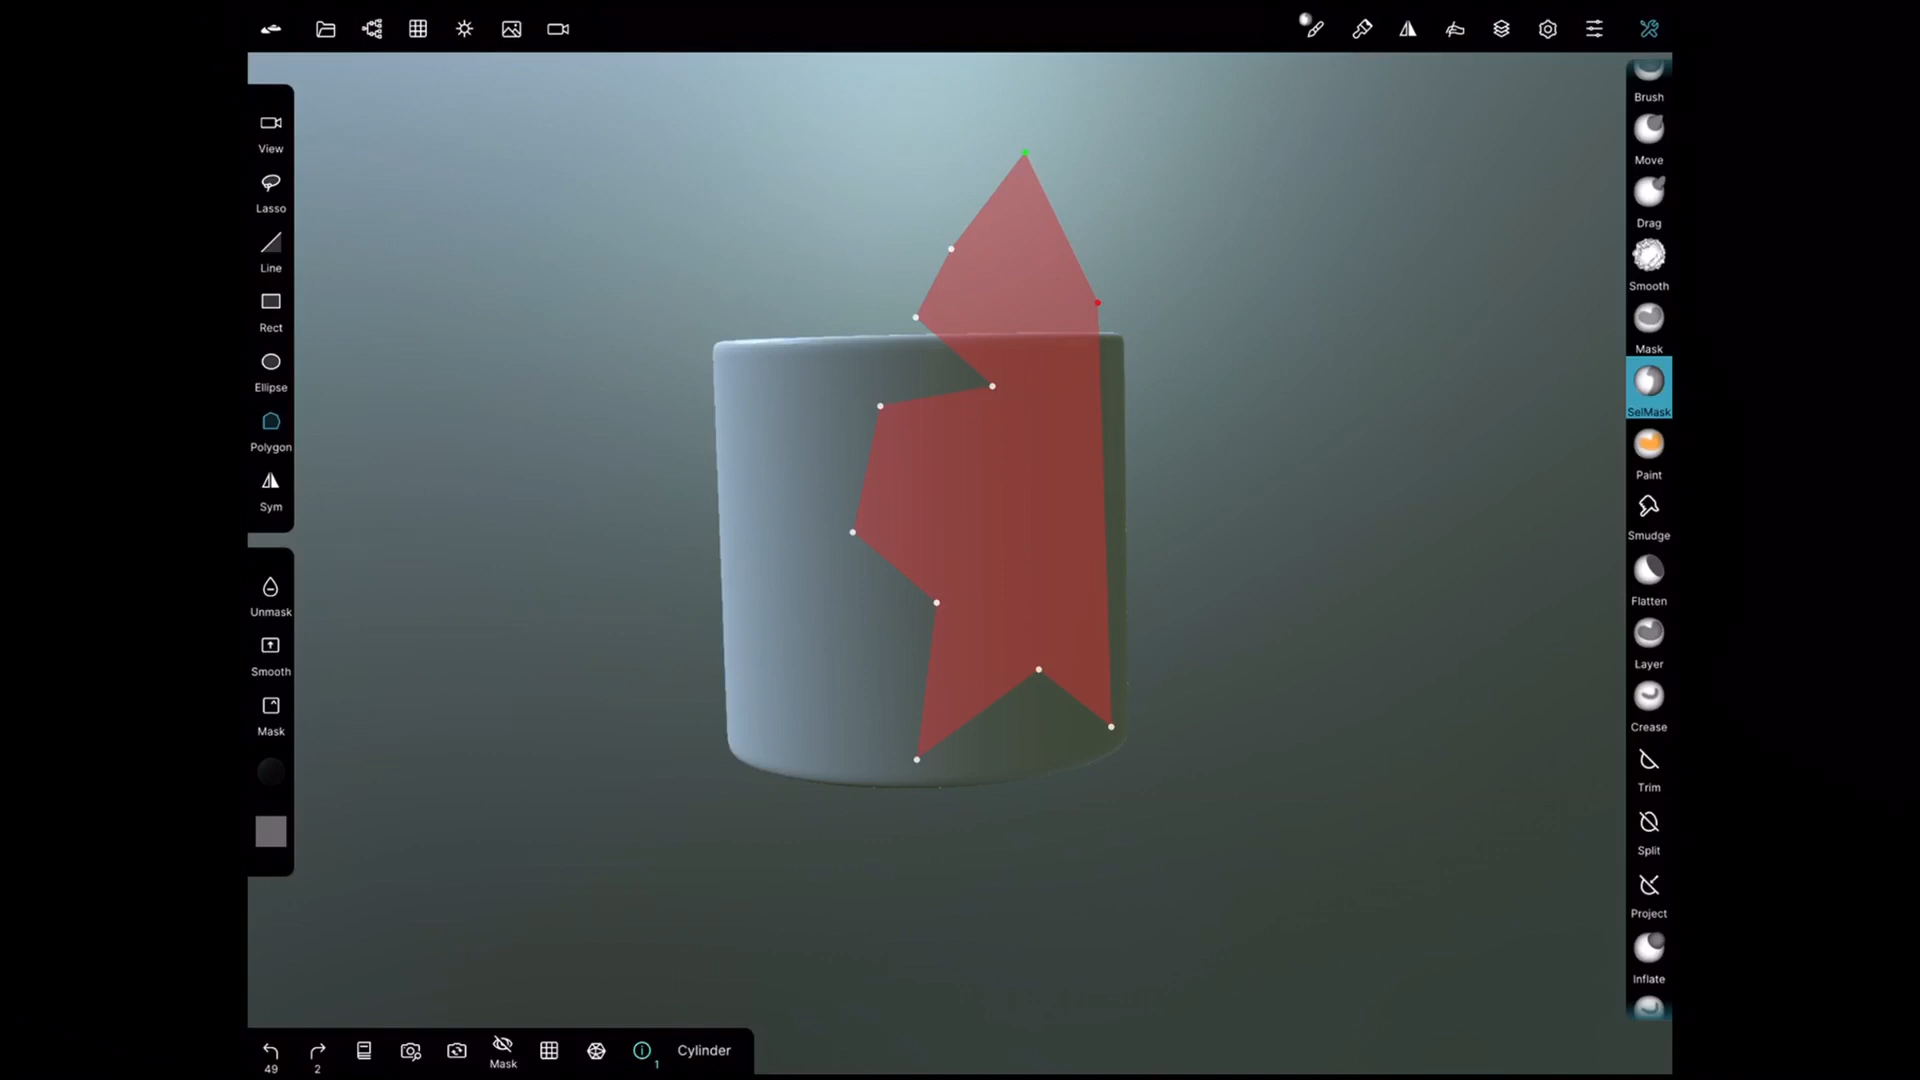 View
Lasso
Line
Rect
Ellipse
Polygon
Sym
Unmask
Smooth
Mask
Brush
Move
Drag
Smooth
Mask
SelMask
Paint
Smudge
Flatten
Layer
Crease
Trim
Split
Project
Inflate
49
2
Mask
1
Cylinder